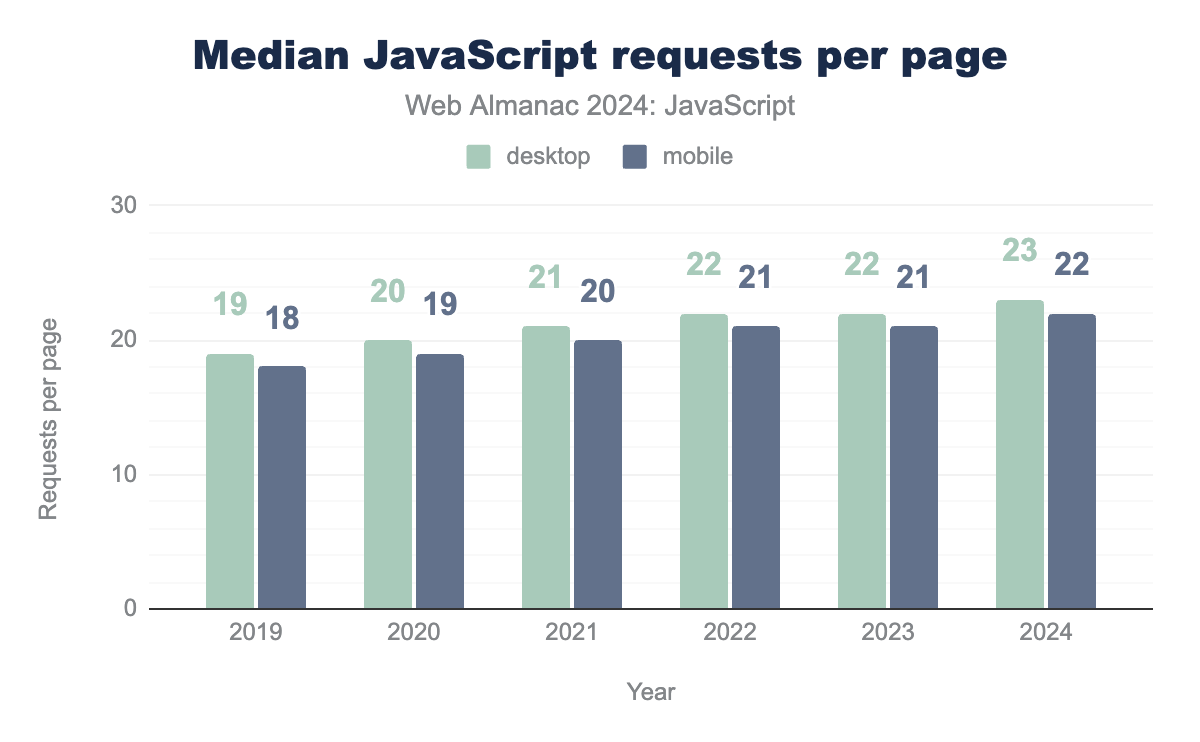 Median JavaScript requests per page
Web Almanac 2024: JavaScript
desktop mobile
30
20
10
0
Requests per page
19 18 20 19 21 20 22 21 22 21 23 22
2019 2020 2021 2022 2023 2024
Year